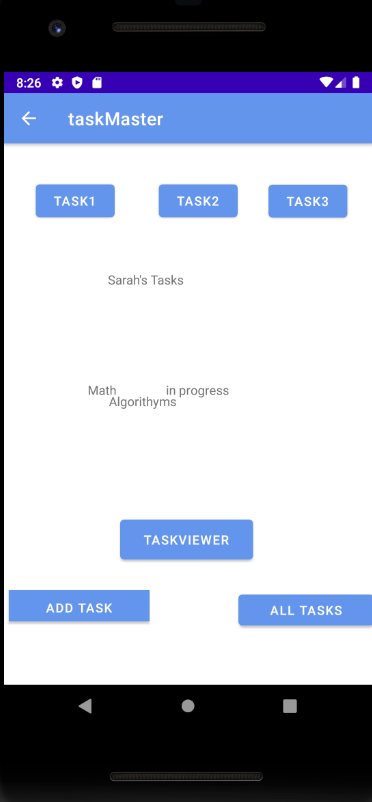 8:26
taskMaster
TASK1 TASK2 TASK3
Sarah's Tasks
Math in progress
Algorithyms
TASKVIEWER
ADD TASK ALL TASKS